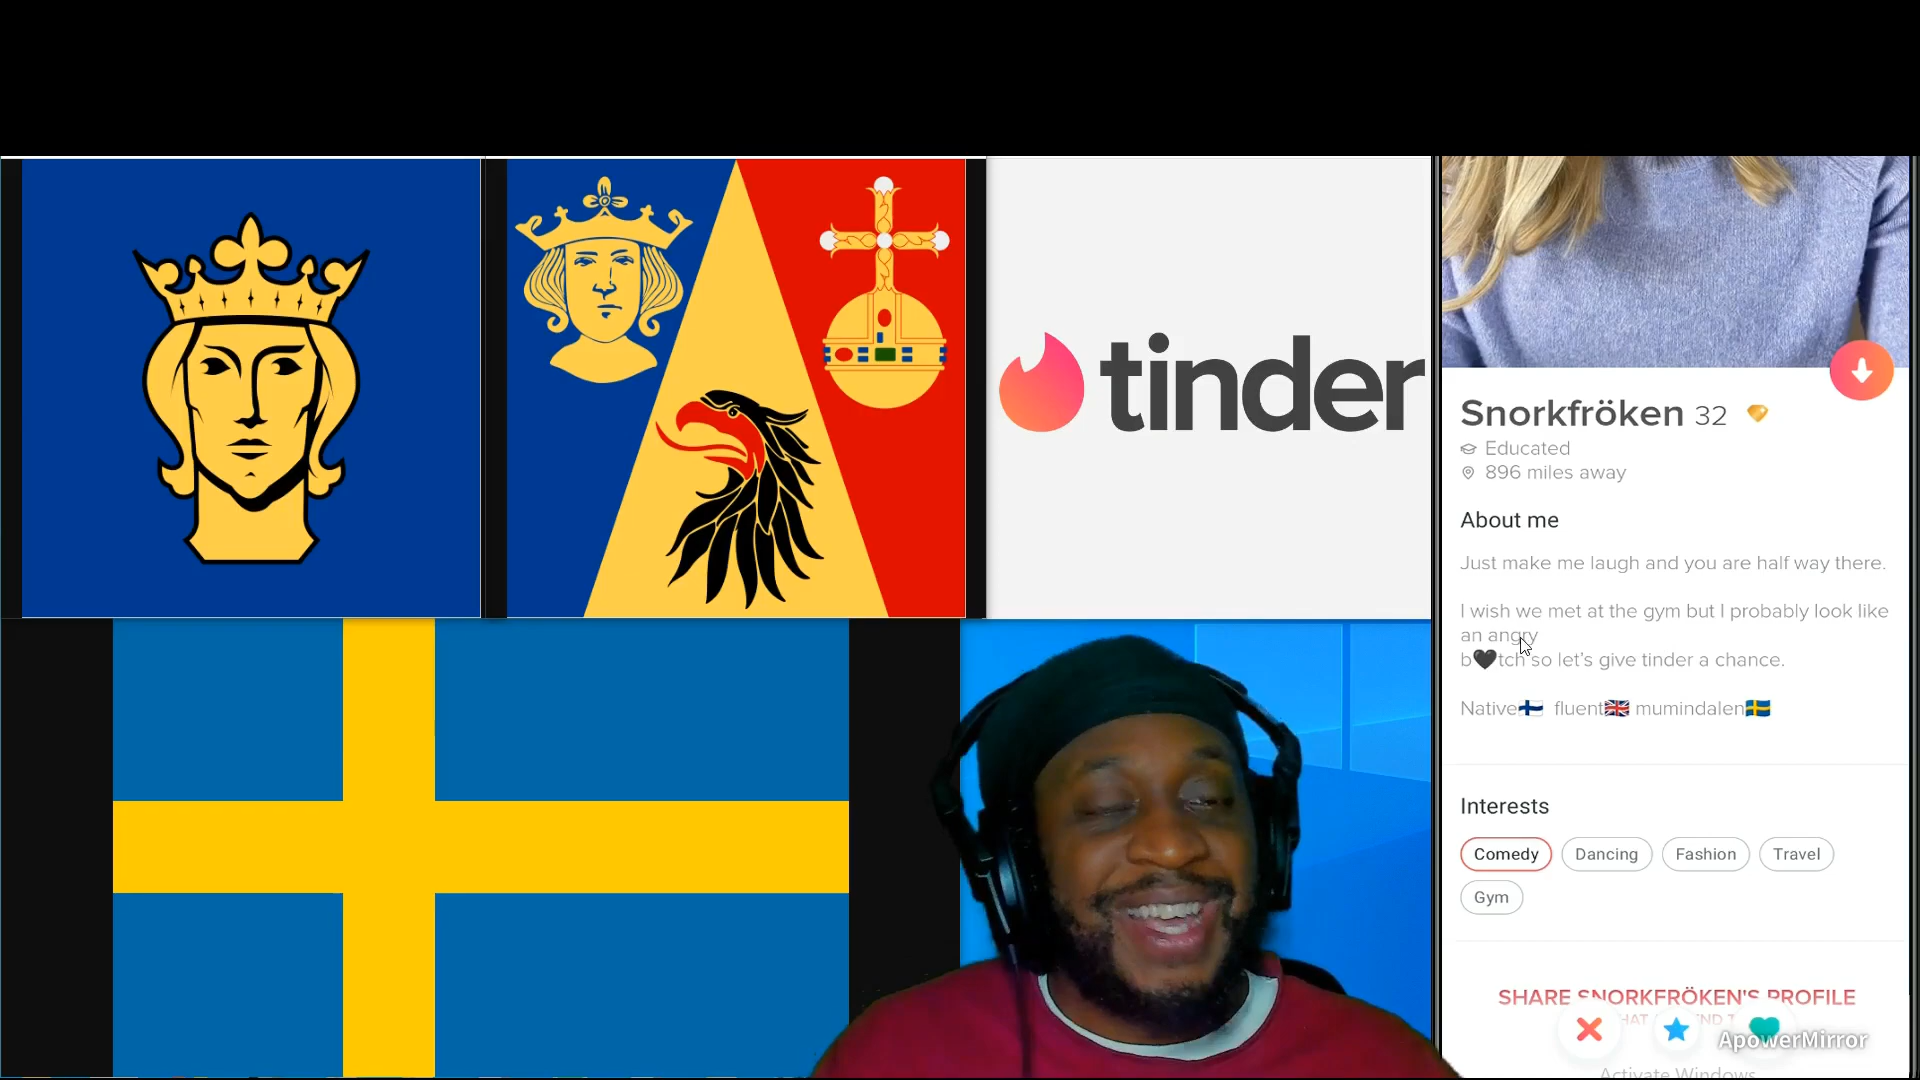 tinder
Snorkfröken 32
Educated
896 miles away
About me
Just make me laugh and you are half way there.
I wish we met at the gym but I probably look like
an angry
b🖤tch so let's give tinder a chance.
Native🇫🇮 fluent🇬🇧 mumindalen🇸🇪
Interests
Comedy Dancing Fashion Travel
Gym
SHARE SNORKFRÖKEN'S PROFILE
ApowerMirror
Activate Windows